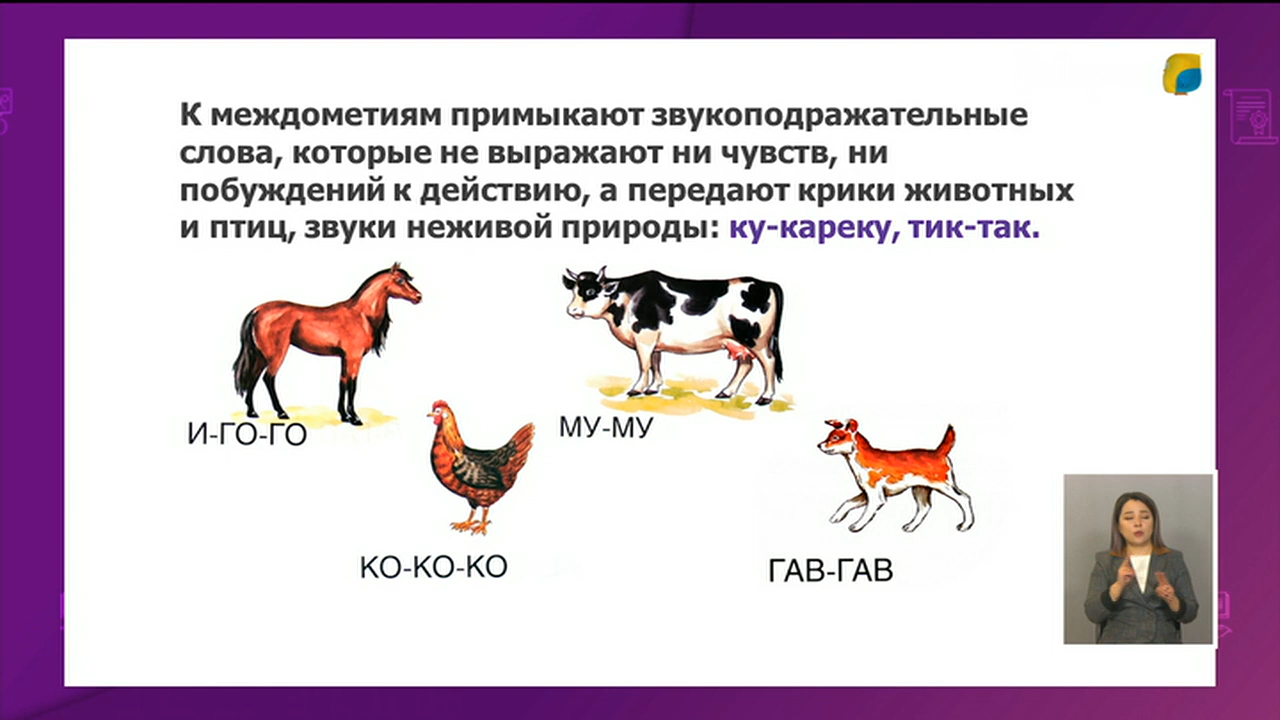 К междометиям примыкают звукоподражательные
слова, которые не выражают ни чувств, ни
побуждений к действию, а передают крики животных
и птиц, звуки неживой природы: ку-кареку, тик-так.
И-ГО-ГО
МУ-МУ
КО-КО-КО
ГАВ-ГАВ